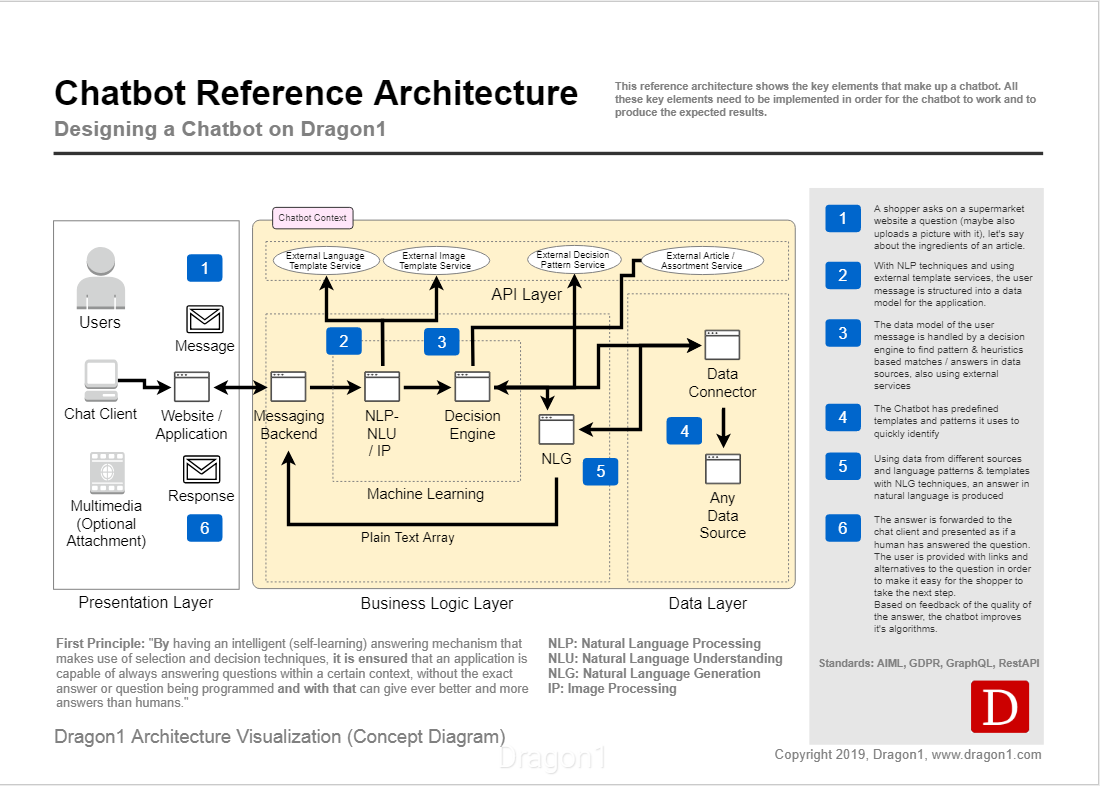 Chatbot Reference Architecture
Designing a Chatbot on Dragon1
This reference architecture shows the key elements that make up a chatbot. All
these key elements need to be implemented in order for the chatbot to work and to
produce the expected results.
Chatbot Context
External Language
Template Service
External Image
Template Service
External Decision
Pattern Service
External Article /
Assortment Service
API Layer
1
Users
Message
2
3
Chat Client
Website /
Application
Messaging
Backend
NLP-
NLU
/ IP
Decision
Engine
NLG
Data
Connector
4
5
Multimedia
(Optional
Attachment)
Response
6
Machine Learning
Plain Text Array
Any
Data
Source
Presentation Layer
Business Logic Layer
Data Layer
1
A shopper asks on a supermarket
website a question (maybe also
uploads a picture with it), let's say
about the ingredients of an article.
2
With NLP techniques and using
external template services, the user
message is structured into a data
model for the application.
3
The data model of the user
message is handled by a decision
engine to find pattern & heuristics
based matches / answers in data
sources, also using external
services
4
The Chatbot has predefined
templates and patterns it uses to
quickly identify
5
Using data from different sources
and language patterns & templates
with NLG techniques, an answer in
natural language is produced
6
The answer is forwarded to the
chat client and presented as if a
human has answered the question.
The user is provided with links and
alternatives to the question in order
to make it easy for the shopper to
take the next step.
Based on feedback of the quality of
the answer, the chatbot improves
it's algorithms.
Standards: AIML, GDPR, GraphQL, RestAPI
D
First Principle: "By having an intelligent (self-learning) answering mechanism that
makes use of selection and decision techniques, it is ensured that an application is
capable of always answering questions within a certain context, without the exact
answer or question being programmed and with that can give ever better and more
answers than humans."
NLP: Natural Language Processing
NLU: Natural Language Understanding
NLG: Natural Language Generation
IP: Image Processing
Dragon1 Architecture Visualization (Concept Diagram)
Dragon1
Copyright 2019, Dragon1, www.dragon1.com